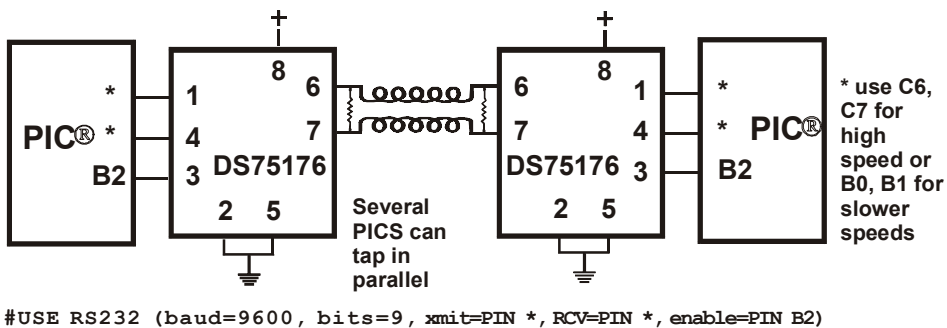 +
+
8
6
7
1
4
3
DS75176
2 5
*
*
B2
PIC®
8
6
7
1
4
3
DS75176
2 5
*
*
B2
PIC®
Several
PICS can
tap in
parallel
* use C6,
C7 for
high
speed or
B0, B1 for
slower
speeds
#USE RS232 (baud=9600, bits=9, xmit=PIN *, RCV=PIN *, enable=PIN B2)